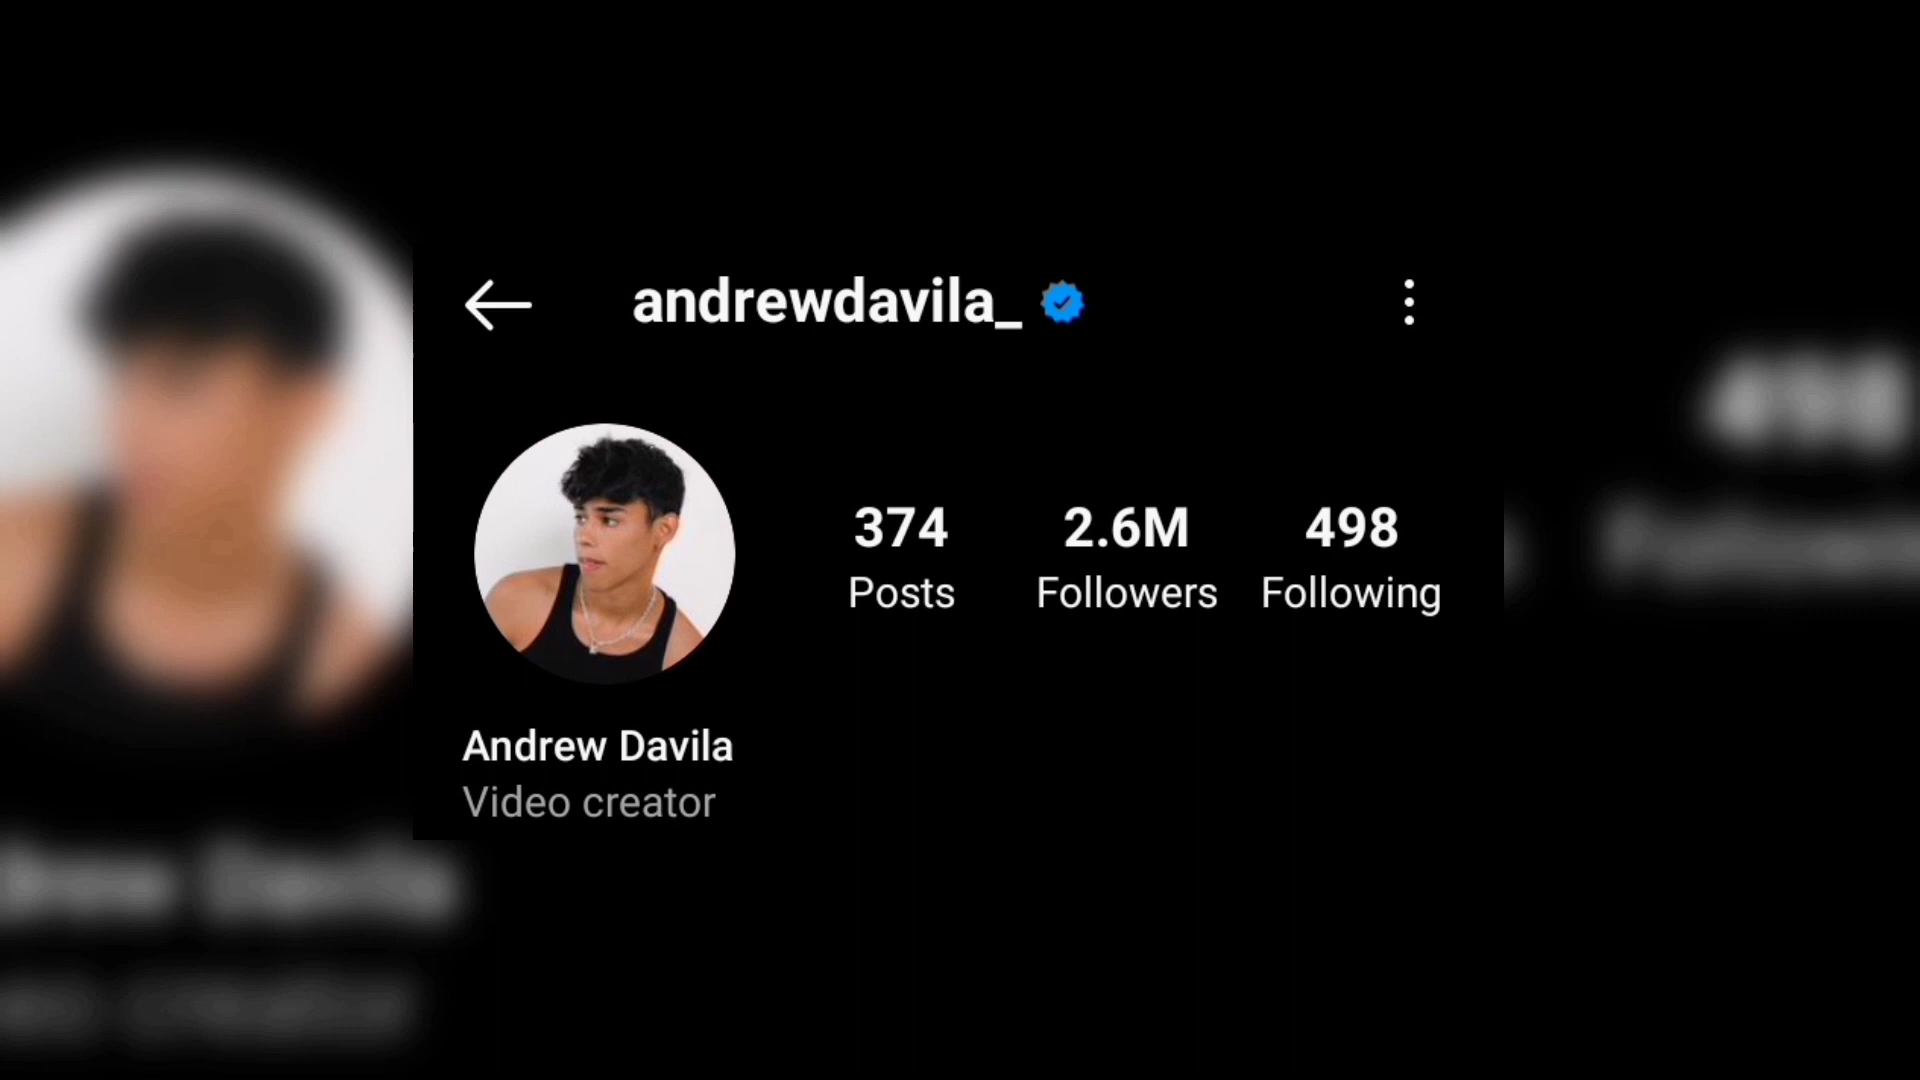 andrewdavila_
374 2.6M 498
Posts Followers Following
Andrew Davila
Video creator